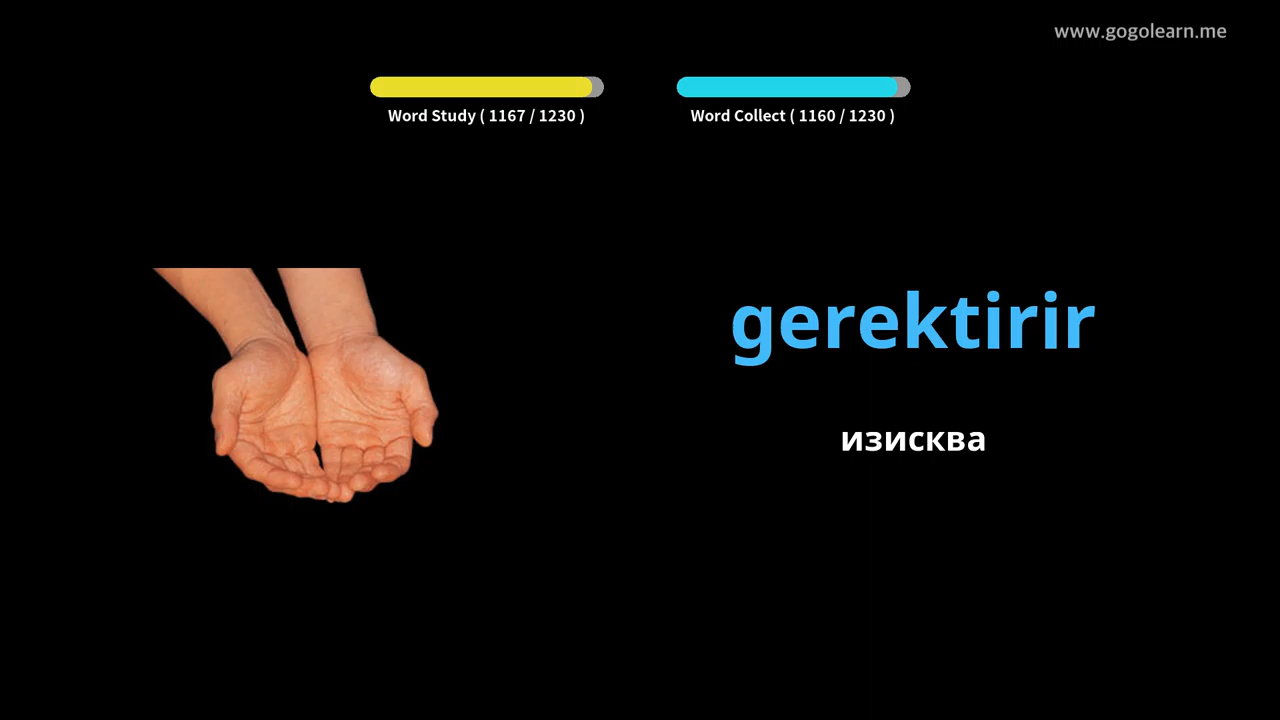 www.gogolearn.me
Word Study ( 1167 / 1230 )
Word Collect ( 1160 / 1230 )
gerektirir
изисква